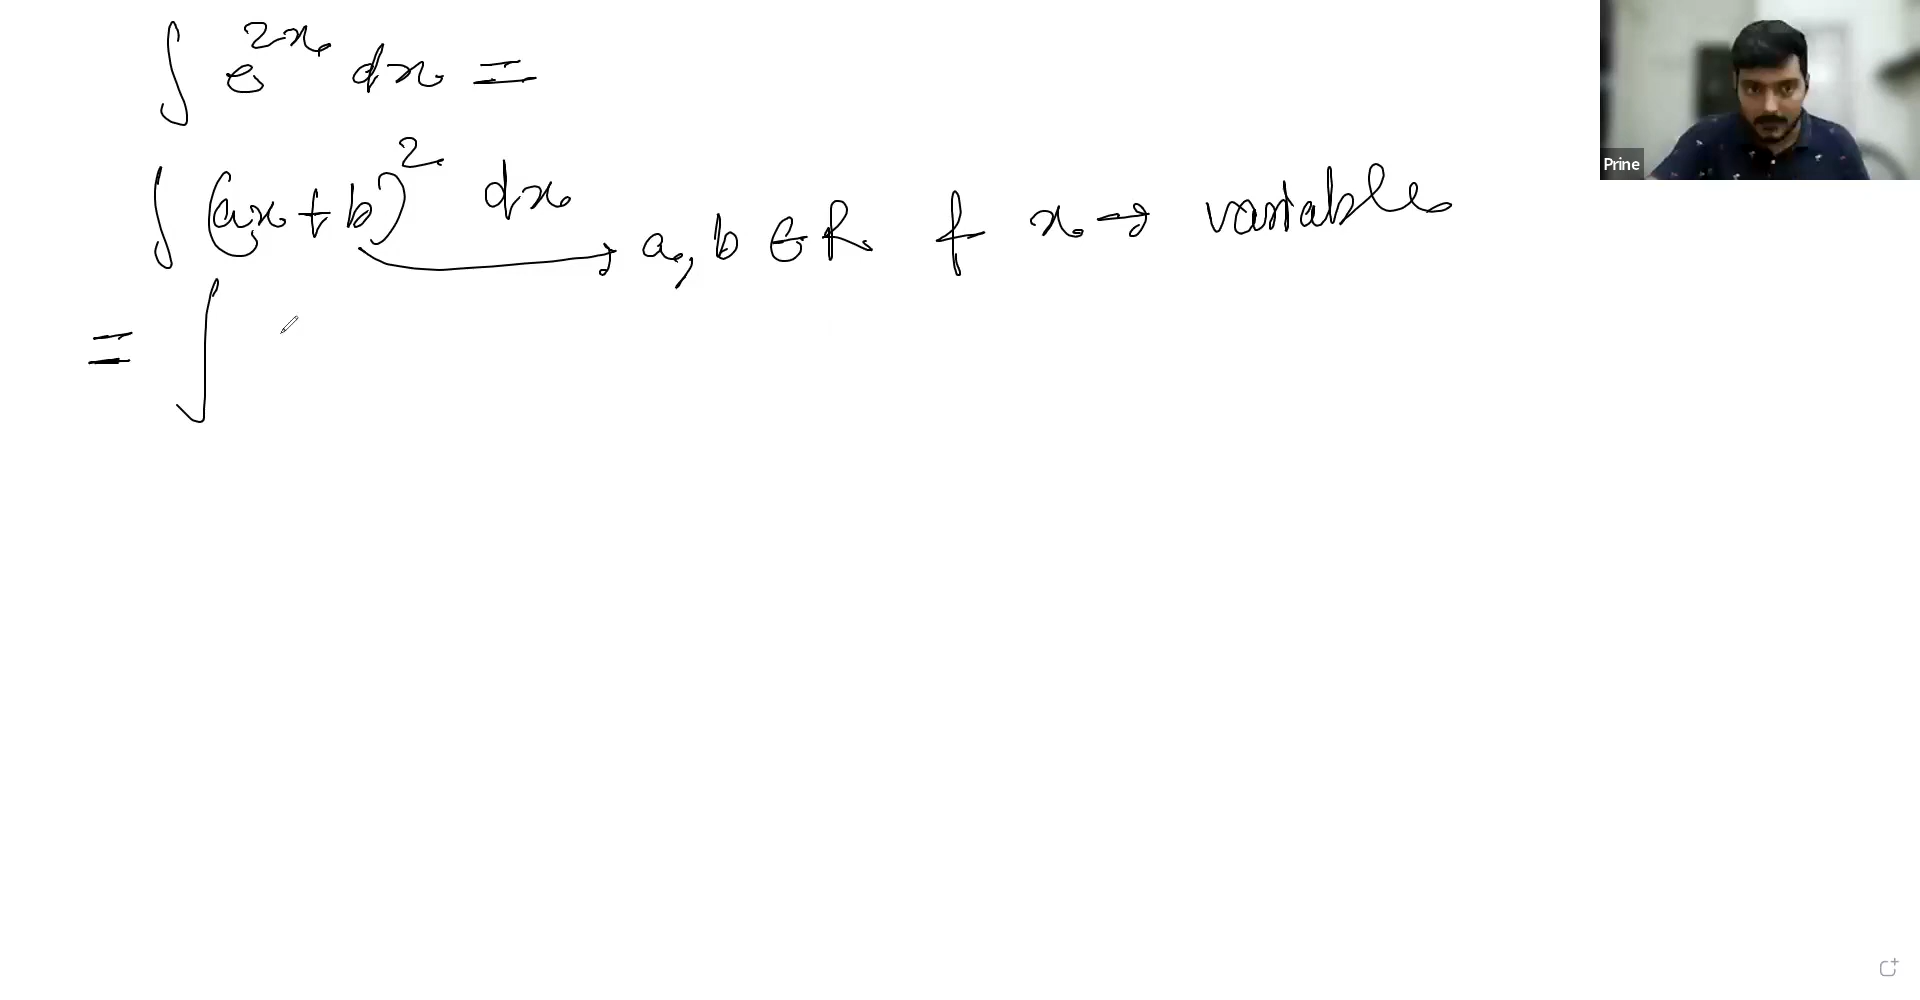 ∫ e^{2x} dx =
∫ (ax + b)^2 dx → a, b ∈ R & x → variable
= ∫
Prine